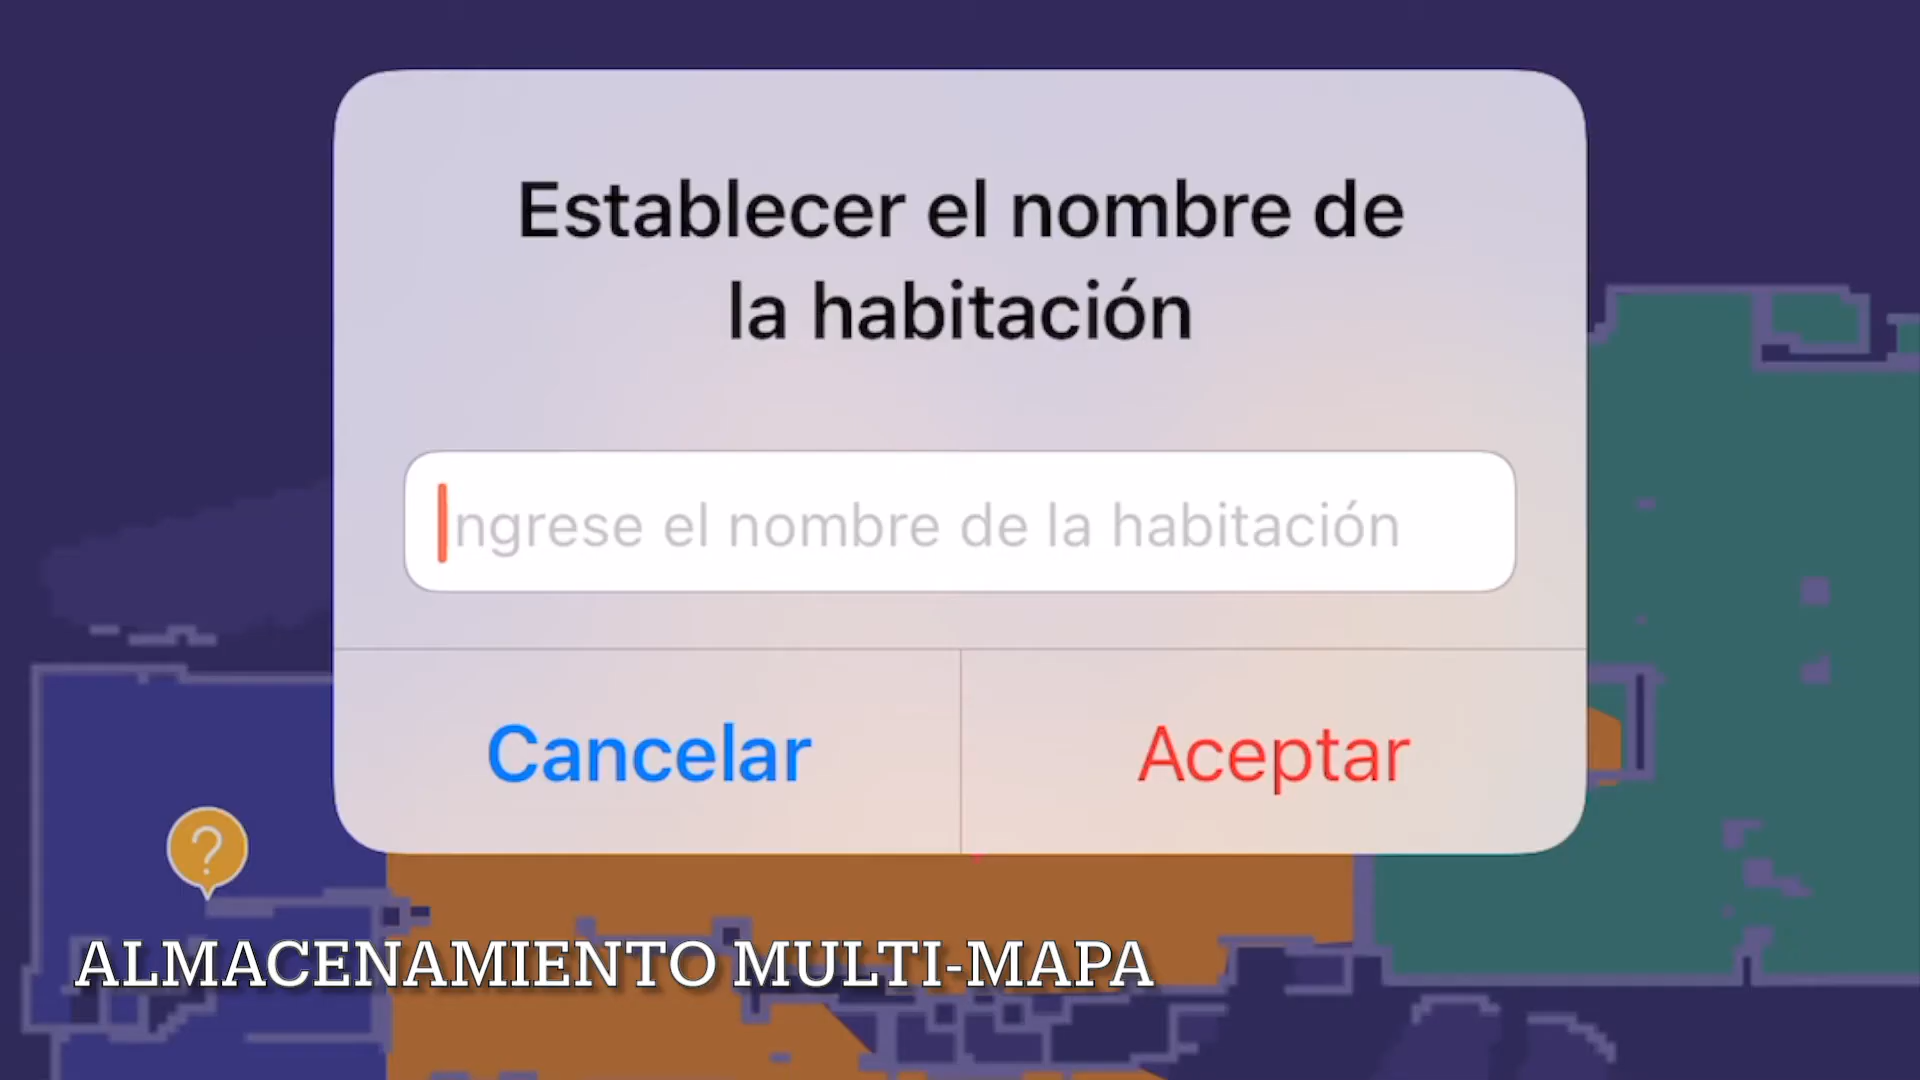 Establecer el nombre de
la habitación
Ingrese el nombre de la habitación
Cancelar
Aceptar
?
ALMACENAMIENTO MULTI-MAPA